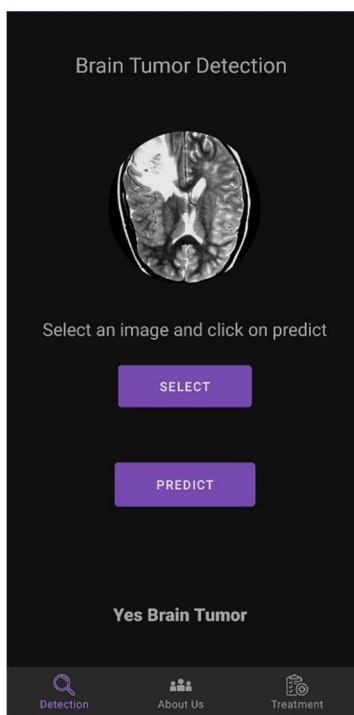 Brain Tumor Detection
Select an image and click on predict
SELECT
PREDICT
Yes Brain Tumor
Detection About Us Treatment